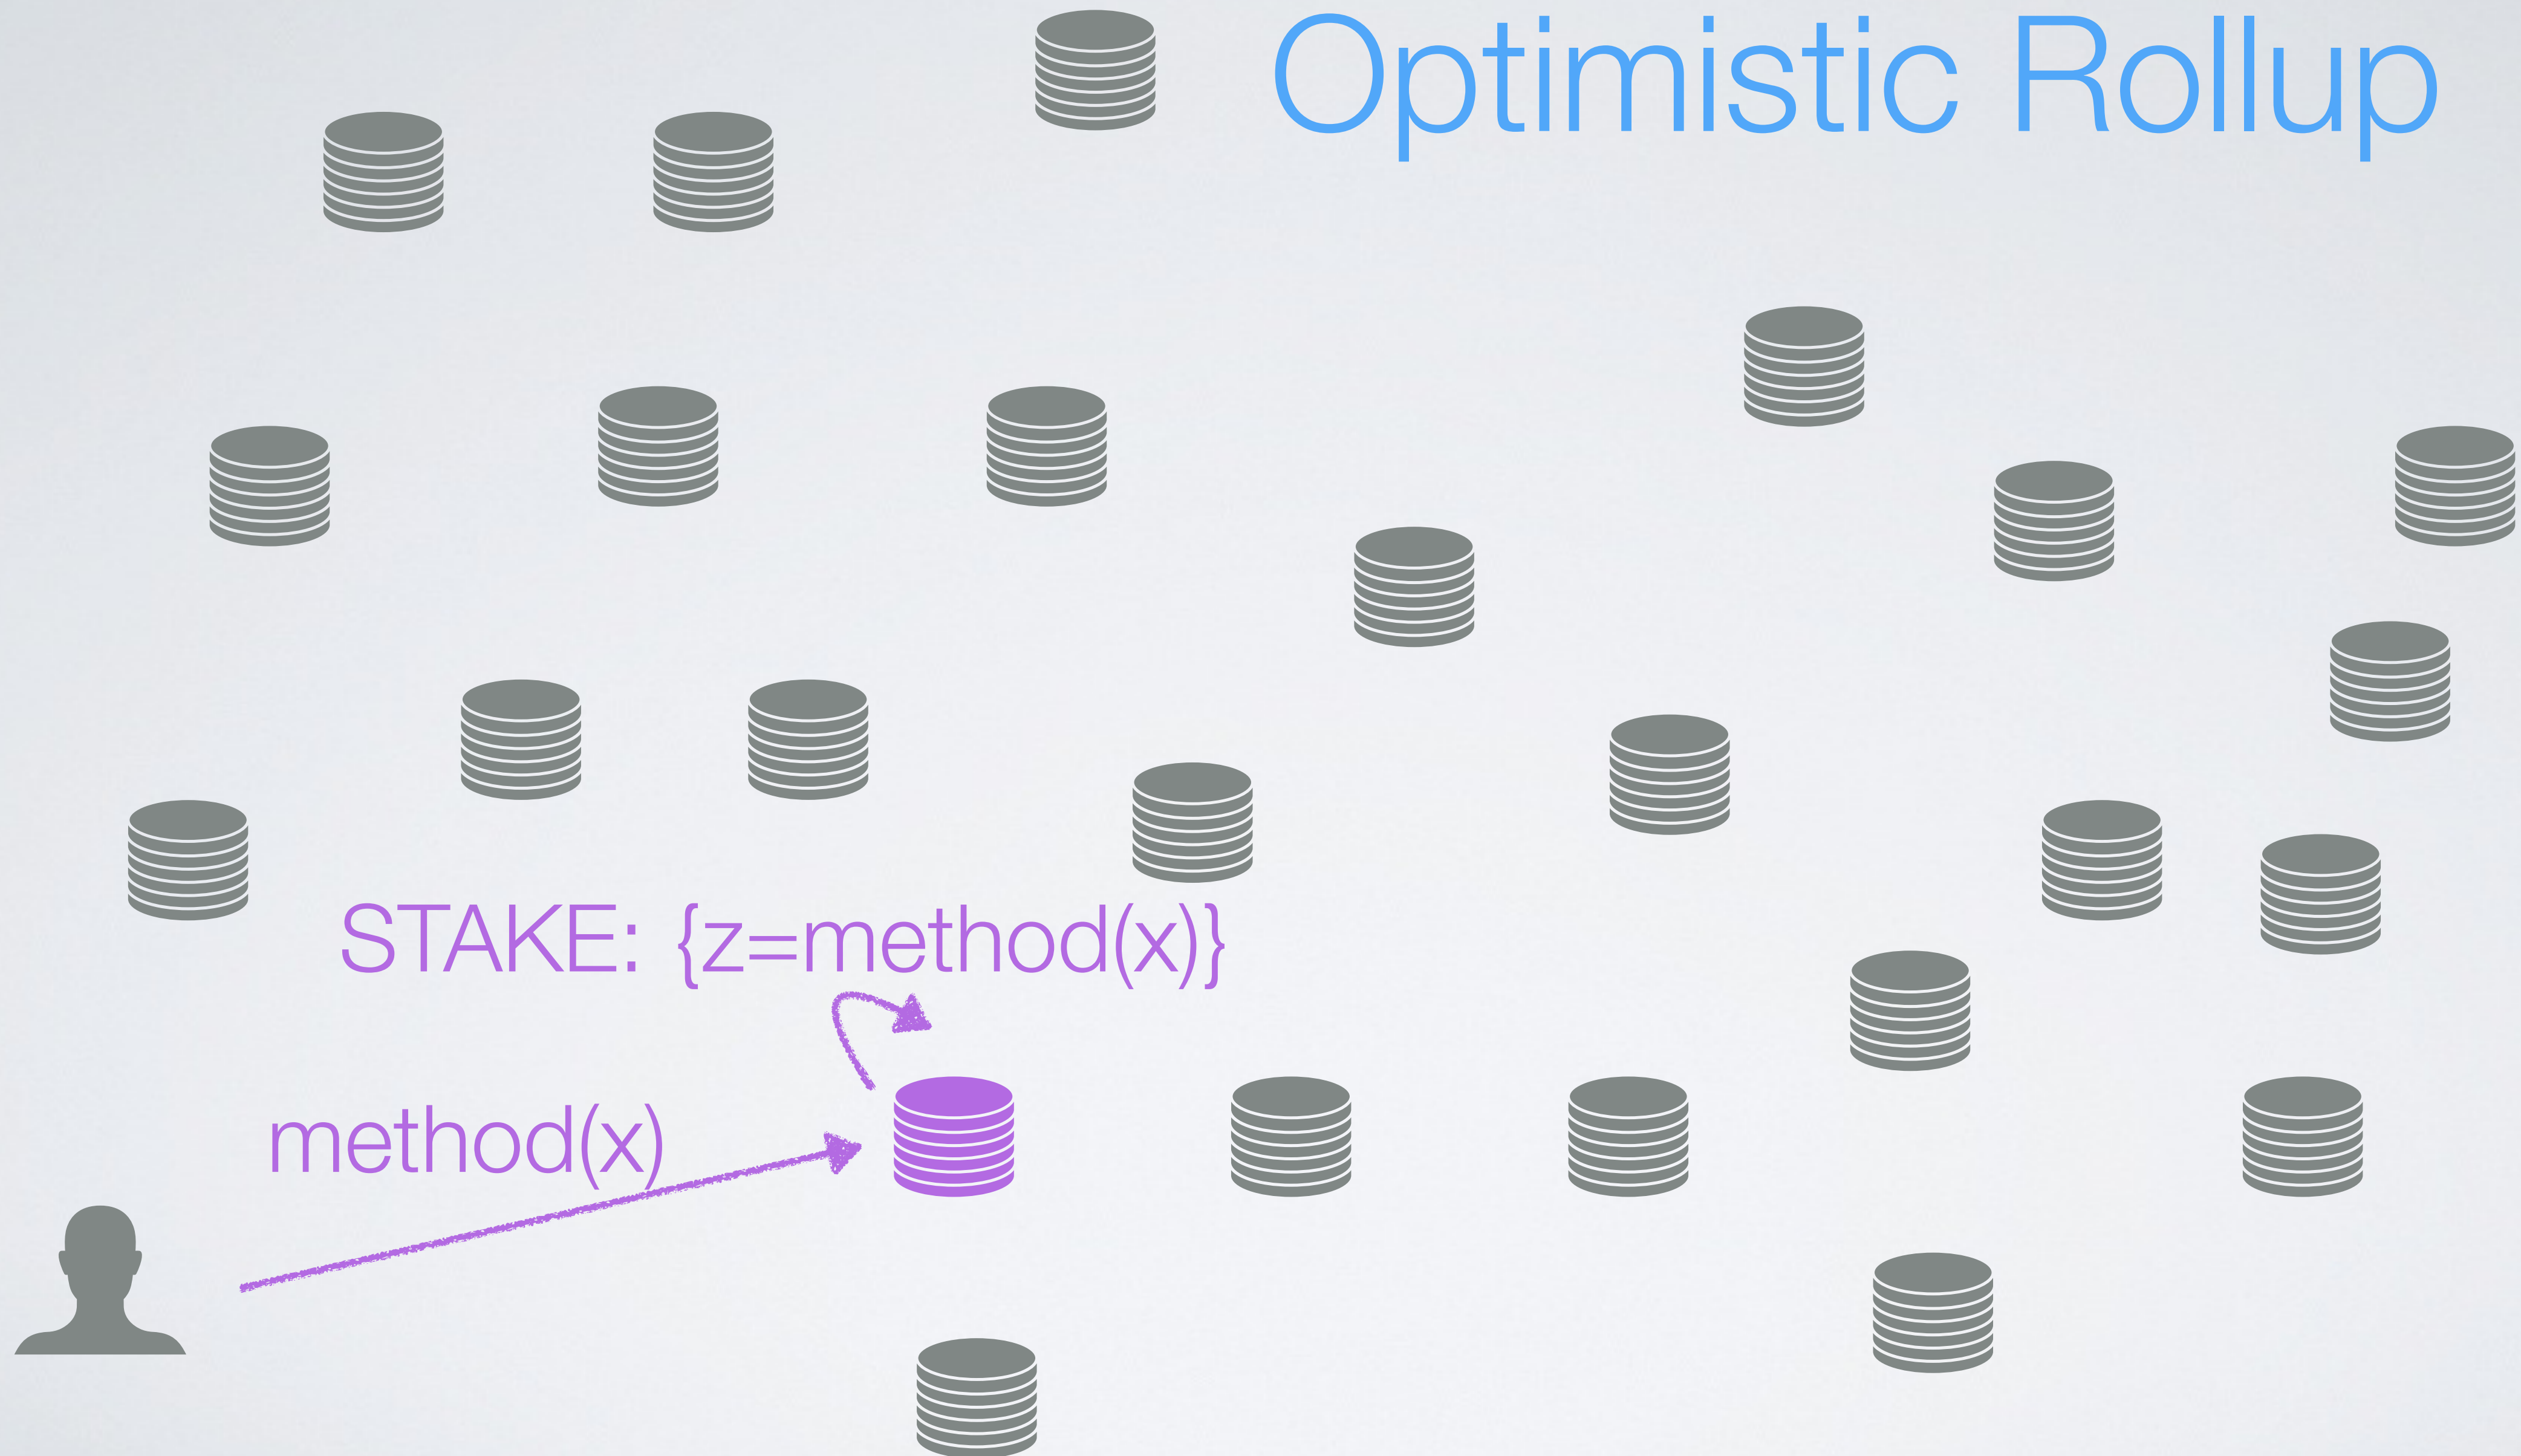 Optimistic Rollup
STAKE: {z=method(x)}
method(x)